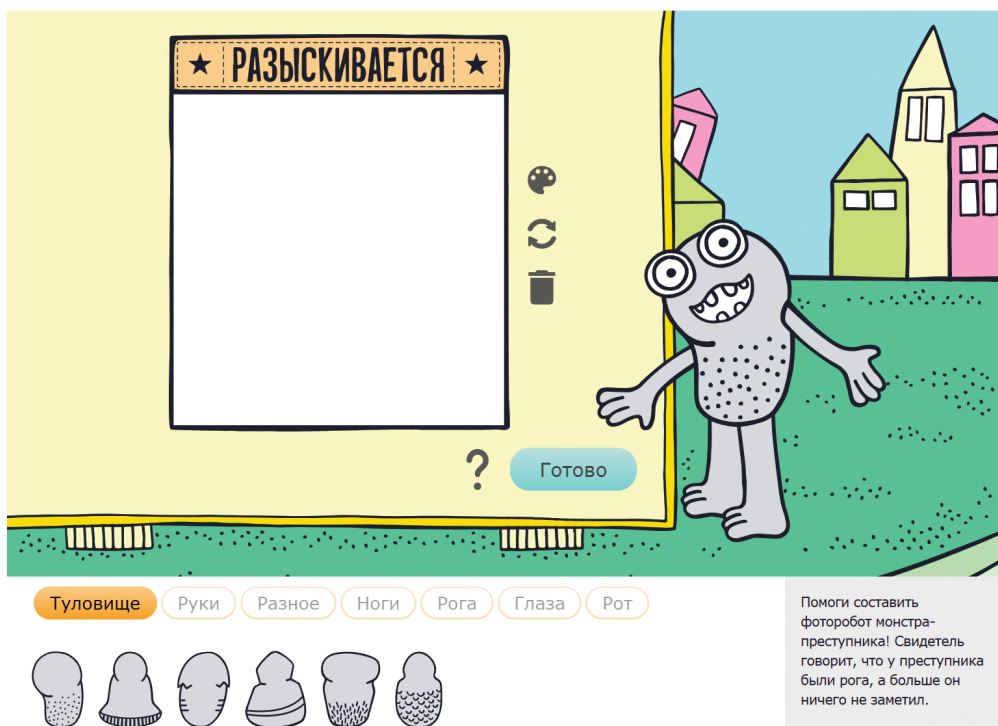 РАЗЫСКИВАЕТСЯ
?
Готово
Туловище
Руки
Разное
Ноги
Рога
Глаза
Рот
Помоги составить
фоторобот монстра-
преступника! Свидетель
говорит, что у преступника
были рога, а больше он
ничего не заметил.